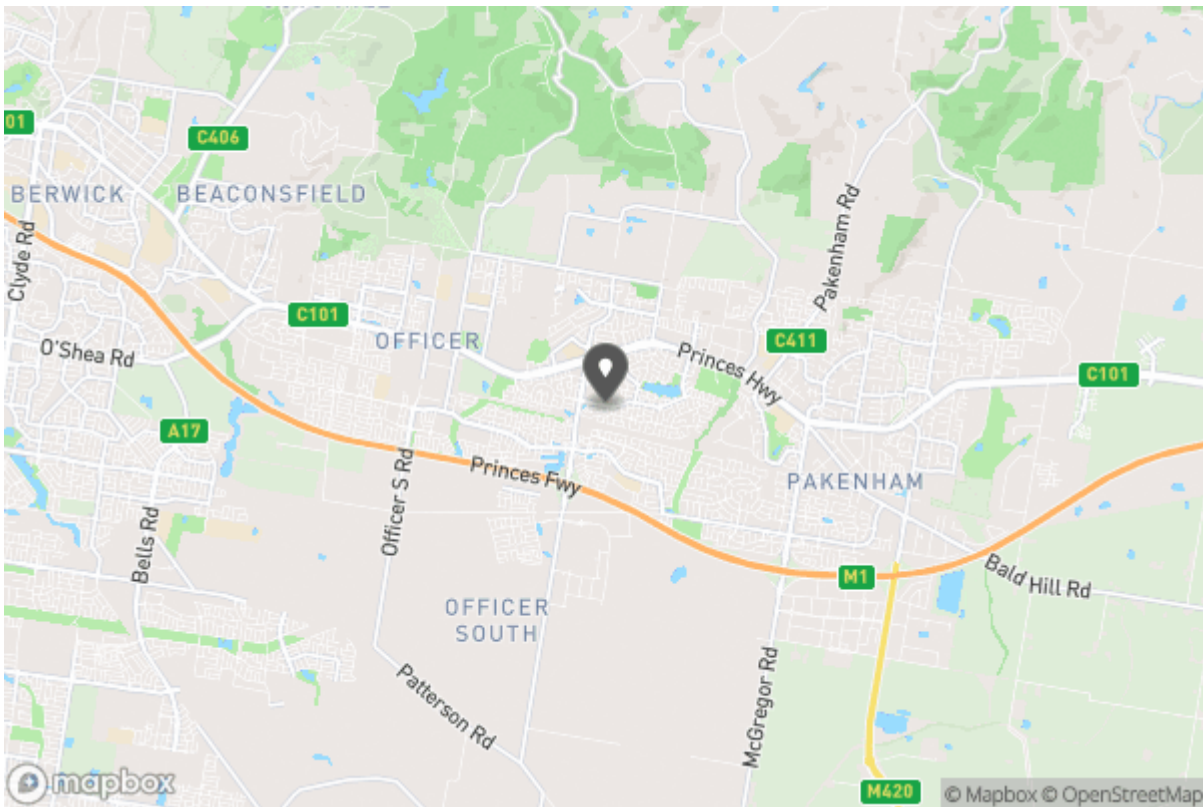 C406
01
BERWICK
BEACONSFIELD
Clyde Rd
Pakenham Rd
C101
OFFICER
C411
O'Shea Rd
Princes Hwy
C101
A17
Princes Fwy
PAKENHAM
Officer S Rd
Bells Rd
M1
Bald Hill Rd
OFFICER
SOUTH
Patterson Rd
McGregor Rd
M420
mapbox
© Mapbox © OpenStreetMap